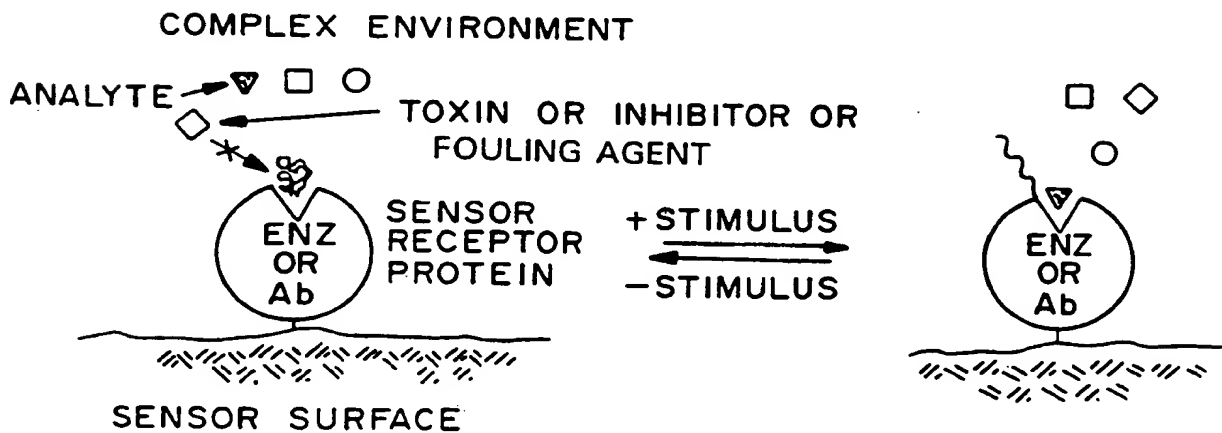 COMPLEX ENVIRONMENT
ANALYTE
TOXIN OR INHIBITOR OR
FOULING AGENT
ENZ
OR
Ab
SENSOR
RECEPTOR
PROTEIN
+STIMULUS
-STIMULUS
ENZ
OR
Ab
SENSOR SURFACE